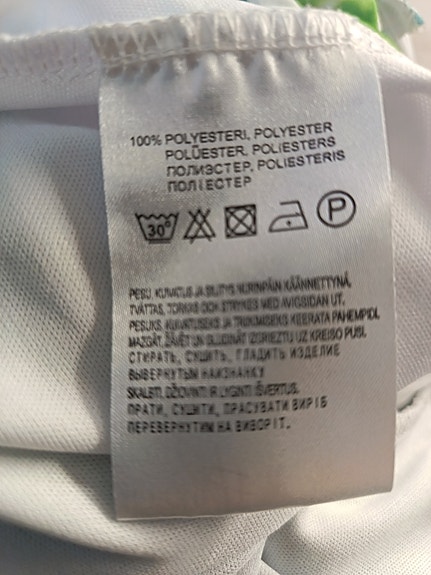 100% POLYESTERI, POLYESTER
POLÜESTER, POLIESTERS
ПОЛИЭСТЕР, POLIESTERIS
ПОЛІЕСТЕР
30° P
PESU, KUIVATUS JA SILITYS NURINPÄIN KÄÄNNETTYNÄ.
TVÄTTAS, TORKAS OCH STRYKES MED AVIGSIDAN UT.
PESUKS, KUIVATUSEKS JA TRIIKIMISEKS KEERATA PAHEMPIDI.
MAZGĀT, ŽĀVĒT UN GLUDINĀT IZGRIEZTU UZ KREISO PUSI.
СТИРАТЬ, СУШИТЬ, ГЛАДИТЬ ИЗДЕЛИЕ
ВЫВЕРНУТЫМ НАИЗНАНКУ
SKALBTI, DŽIOVINTI IR LYGINTI IŠVERTUS.
ПРАТИ, СУШИТИ, ПРАСУВАТИ ВИРІБ
ПЕРЕВЕРНУТИМ НА ВИВОРІТ.